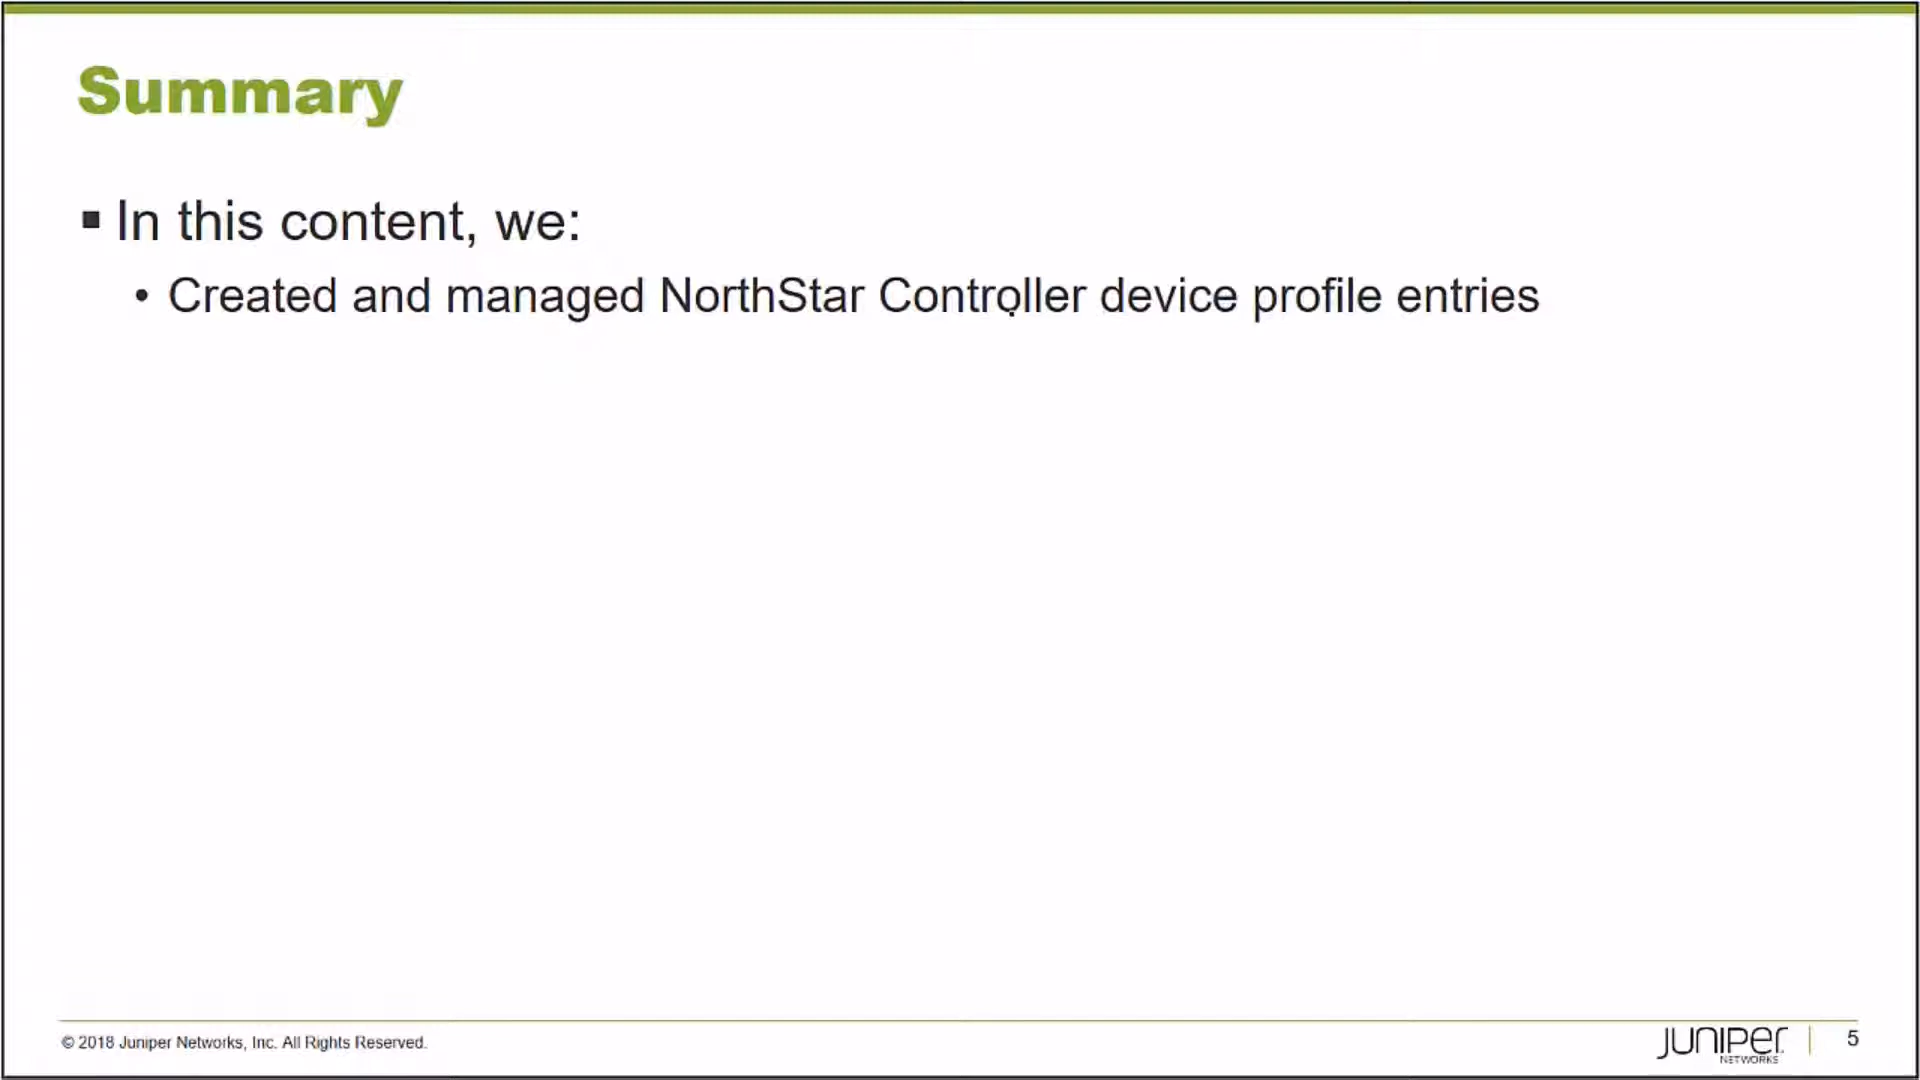 Summary
▪ In this content, we:
• Created and managed NorthStar Controller device profile entries
© 2018 Juniper Networks, Inc. All Rights Reserved.
JUNIPER
NETWORKS
5